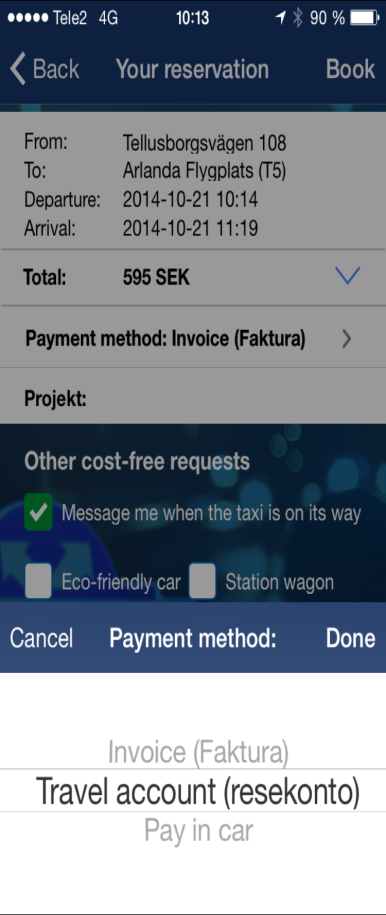 Tele2 4G 10:13 90 %
Back Your reservation Book
From: Tellusborgsvägen 108
To: Arlanda Flygplats (T5)
Departure: 2014-10-21 10:14
Arrival: 2014-10-21 11:19
Total: 595 SEK
Payment method: Invoice (Faktura)
Projekt:
Other cost-free requests
Message me when the taxi is on its way
Eco-friendly car Station wagon
Cancel Payment method: Done
Invoice (Faktura)
Travel account (resekonto)
Pay in car